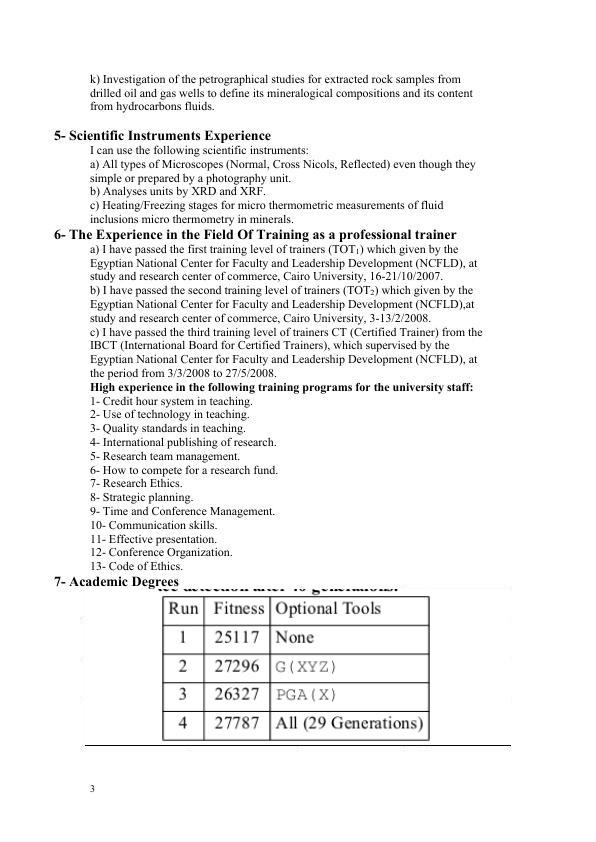 k) Investigation of the petrographical studies for extracted rock samples from
drilled oil and gas wells to define its mineralogical compositions and its content
from hydrocarbons fluids.
5- Scientific Instruments Experience
I can use the following scientific instruments:
a) All types of Microscopes (Normal, Cross Nicols, Reflected) even though they
simple or prepared by a photography unit.
b) Analyses units by XRD and XRF.
c) Heating/Freezing stages for micro thermometric measurements of fluid
inclusions micro thermometry in minerals.
6- The Experience in the Field Of Training as a professional trainer
a) I have passed the first training level of trainers (TOT₁) which given by the
Egyptian National Center for Faculty and Leadership Development (NCFLD), at
study and research center of commerce, Cairo University, 16-21/10/2007.
b) I have passed the second training level of trainers (TOT₂) which given by the
Egyptian National Center for Faculty and Leadership Development (NCFLD),at
study and research center of commerce, Cairo University, 3-13/2/2008.
c) I have passed the third training level of trainers CT (Certified Trainer) from the
IBCT (International Board for Certified Trainers), which supervised by the
Egyptian National Center for Faculty and Leadership Development (NCFLD), at
the period from 3/3/2008 to 27/5/2008.
High experience in the following training programs for the university staff:
1- Credit hour system in teaching.
2- Use of technology in teaching.
3- Quality standards in teaching.
4- International publishing of research.
5- Research team management.
6- How to compete for a research fund.
7- Research Ethics.
8- Strategic planning.
9- Time and Conference Management.
10- Communication skills.
11- Effective presentation.
12- Conference Organization.
13- Code of Ethics.
7- Academic Degrees
detection after 40 generations.
Run Fitness Optional Tools
1 25117 None
2 27296 G(XYZ)
3 26327 PGA(X)
4 27787 All (29 Generations)
3